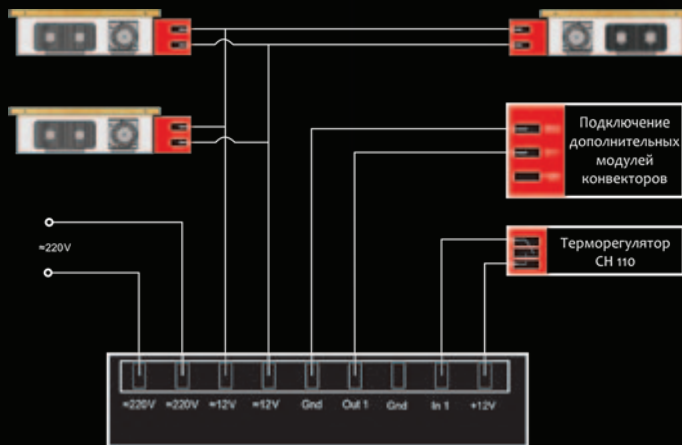 Подключение
дополнительных
модулей
конвекторов
≈220V
Терморегулятор
CH 110
≈220V ≈220V ≈12V ≈12V Gnd Out 1 Gnd In 1 +12V